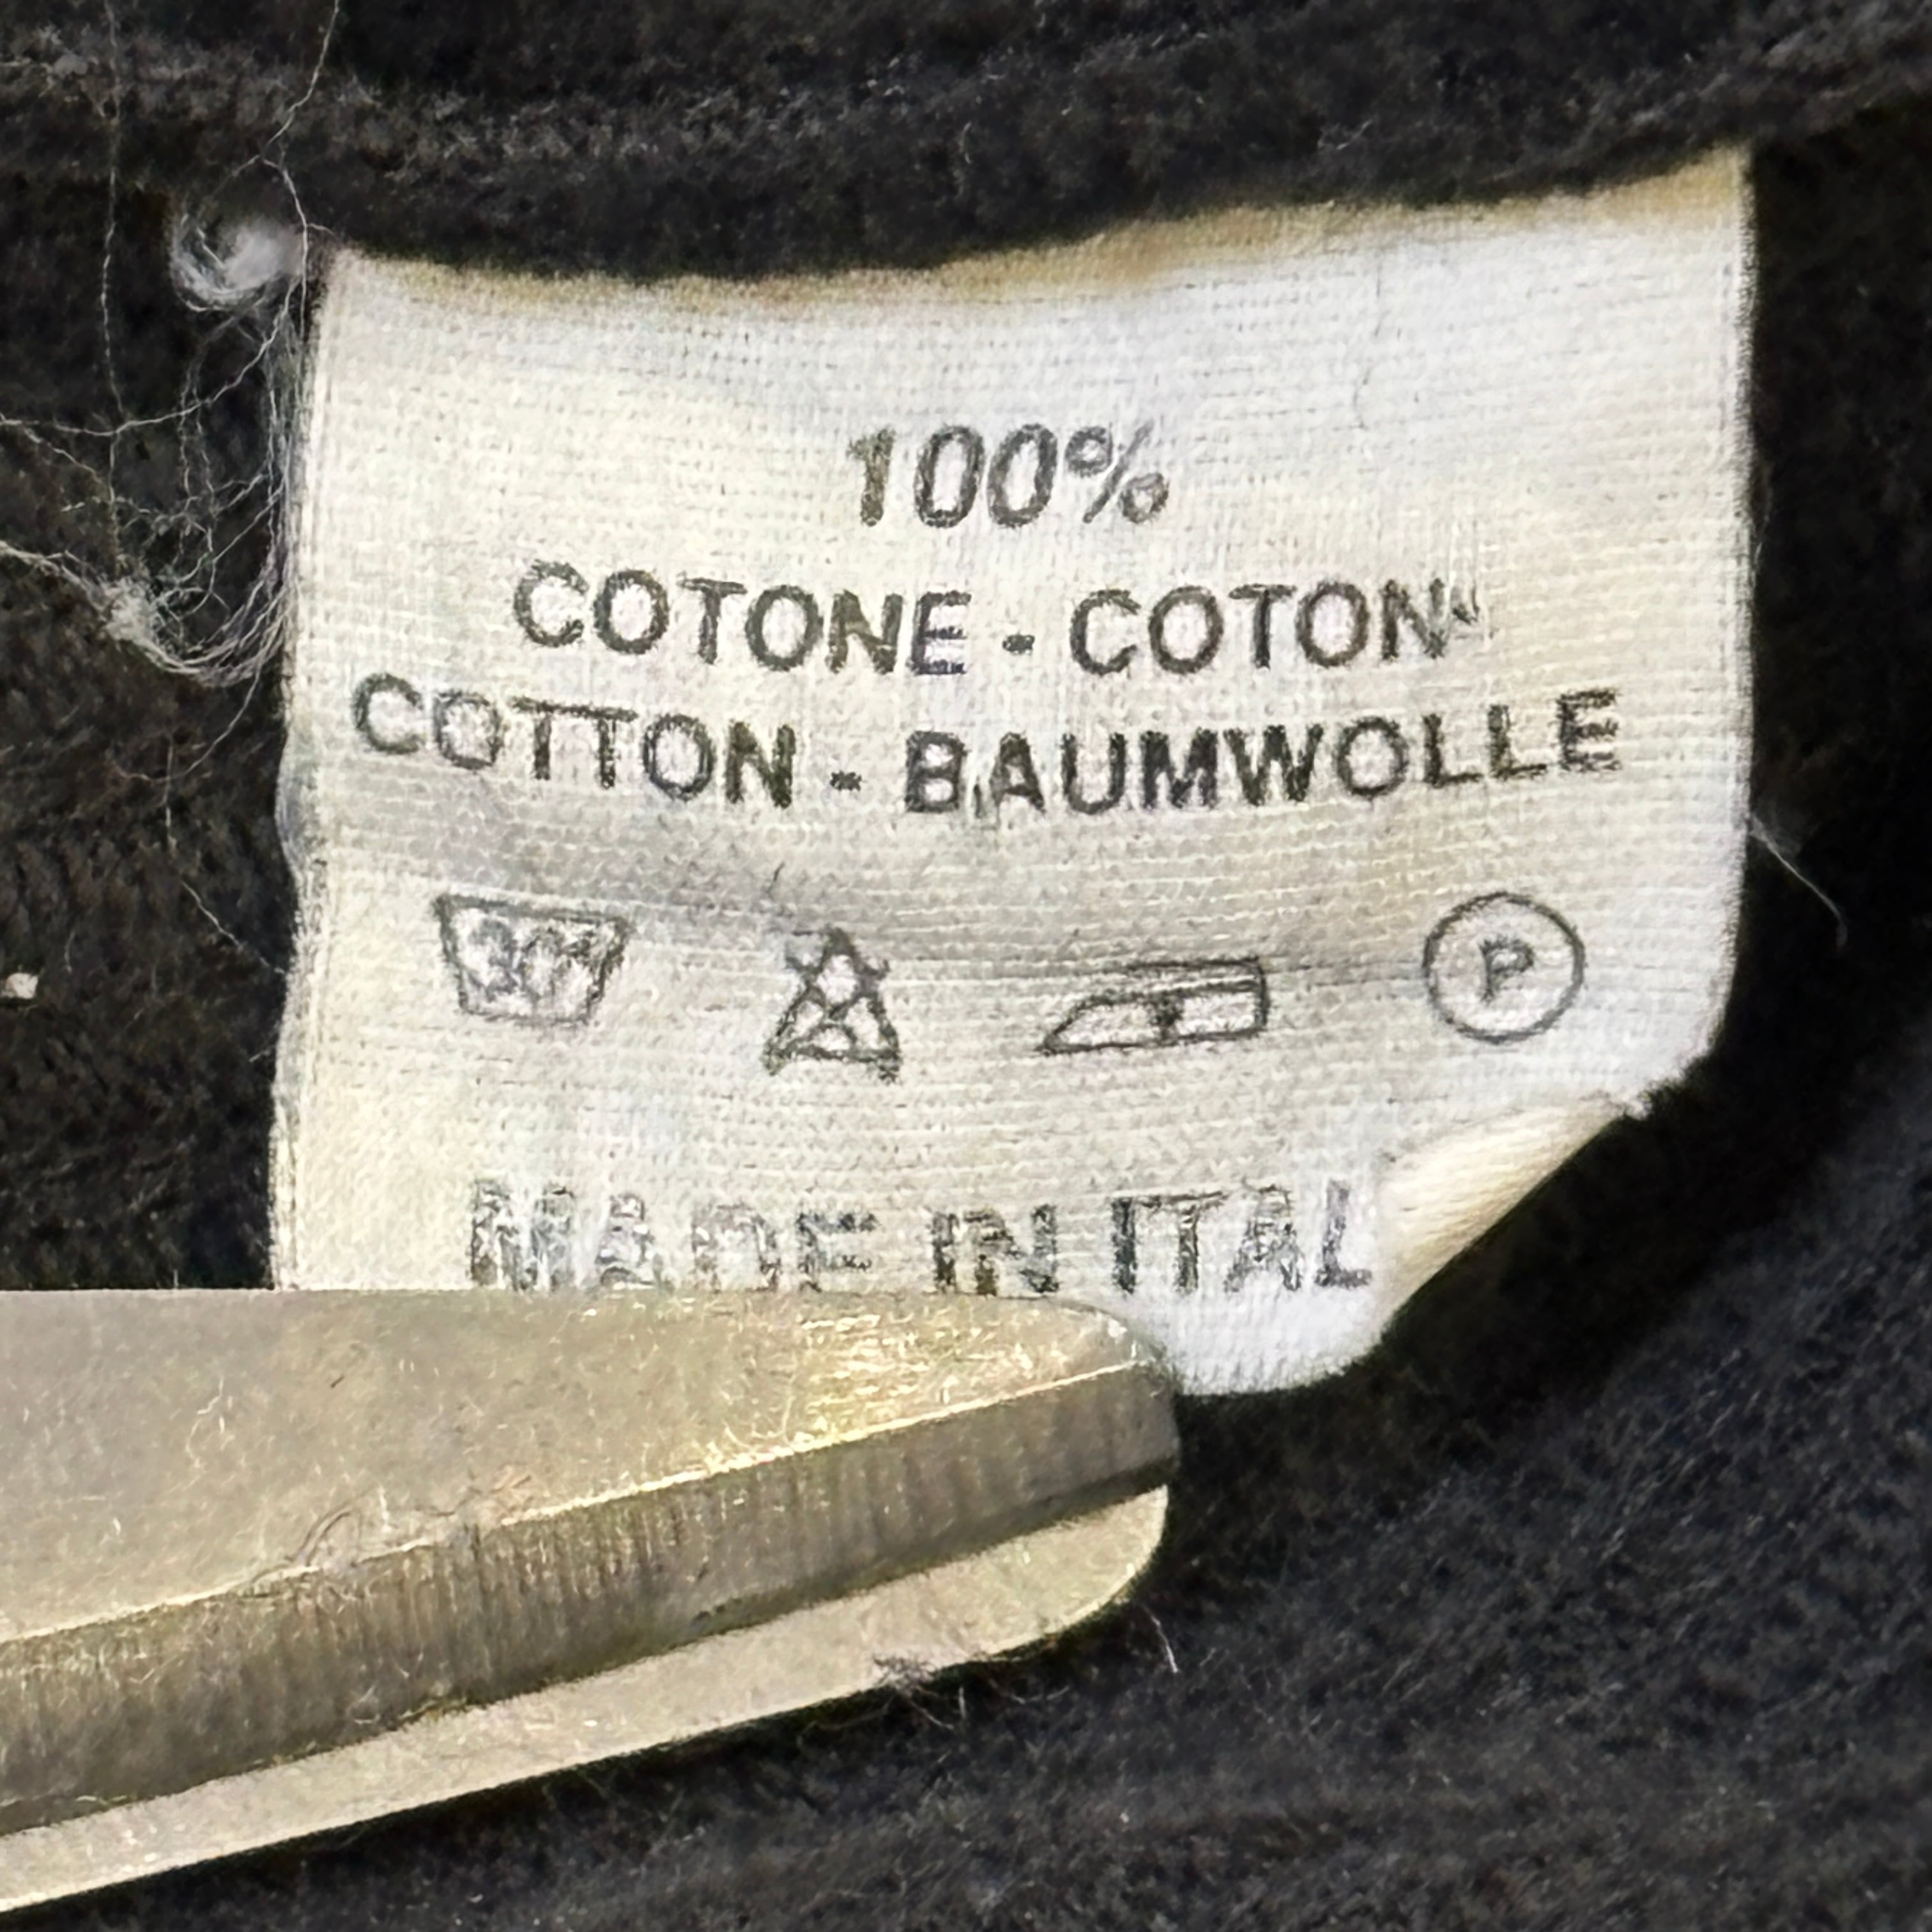 100%
COTONE - COTON
COTTON - BAUMWOLLE
30° P
MADE IN ITAL